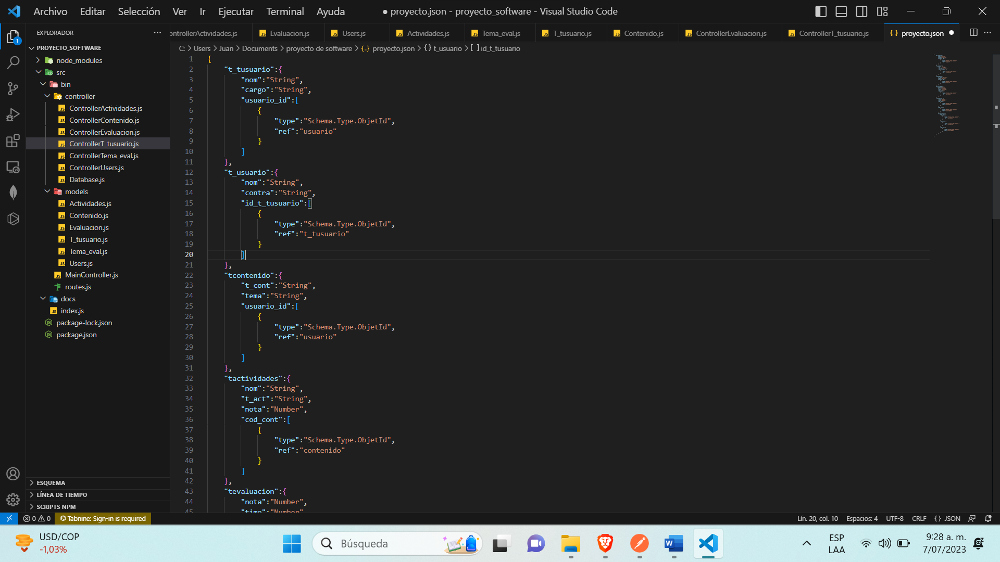 Archivo Editar Selección Ver Ir Ejecutar Terminal Ayuda
● proyecto.json - proyecto_software - Visual Studio Code
EXPLORADOR
ontrollerActividades.js Evaluacion.js Users.js Actividades.js Tema_eval.js T_tusuario.js Contenido.js ControllerEvaluacion.js ControllerT_tusuario.js proyecto.json
C: > Users > Juan > Documents > proyecto de software > {..} proyecto.json > {} t_usuario > [ ] id_t_tusuario
1
PROYECTO_SOFTWARE
node_modules
src
bin
controller
ControllerActividades.js
ControllerContenido.js
ControllerEvaluacion.js
ControllerT_tusuario.js
ControllerTema_eval.js
ControllerUsers.js
Database.js
models
Actividades.js
Contenido.js
Evaluacion.js
T_tusuario.js
Tema_eval.js
Users.js
MainController.js
routes.js
docs
index.js
package-lock.json
package.json
ESQUEMA
LÍNEA DE TIEMPO
SCRIPTS NPM
1 {
2 "t_tusuario":{
3 "nom":"String",
4 "cargo":"String",
5 "usuario_id":[
6 {
7 "type":"Schema.Type.ObjetId",
8 "ref":"usuario"
9 }
10 ]
11 },
12 "t_usuario":{
13 "nom":"String",
14 "contra":"String",
15 "id_t_tusuario":[
16 {
17 "type":"Schema.Type.ObjetId",
18 "ref":"t_tusuario"
19 }
20 ]
21 },
22 "tcontenido":{
23 "t_cont":"String",
24 "tema":"String",
25 "usuario_id":[
26 {
27 "type":"Schema.Type.ObjetId",
28 "ref":"usuario"
29 }
30 ]
31 },
32 "tactividades":{
33 "nom":"String",
34 "t_act":"String",
35 "nota":"Number",
36 "cod_cont":[
37 {
38 "type":"Schema.Type.ObjetId",
39 "ref":"contenido"
40 }
41 ]
42 },
43 "tevaluacion":{
44 "nota":"Number",
45 "time":"Number"
0 0 Tabnine: Sign-in is required
Lín. 20, col. 10 Espacios: 4 UTF-8 CRLF {} JSON
USD/COP
-1,03%
Búsqueda
ESP
LAA
9:28 a. m.
7/07/2023